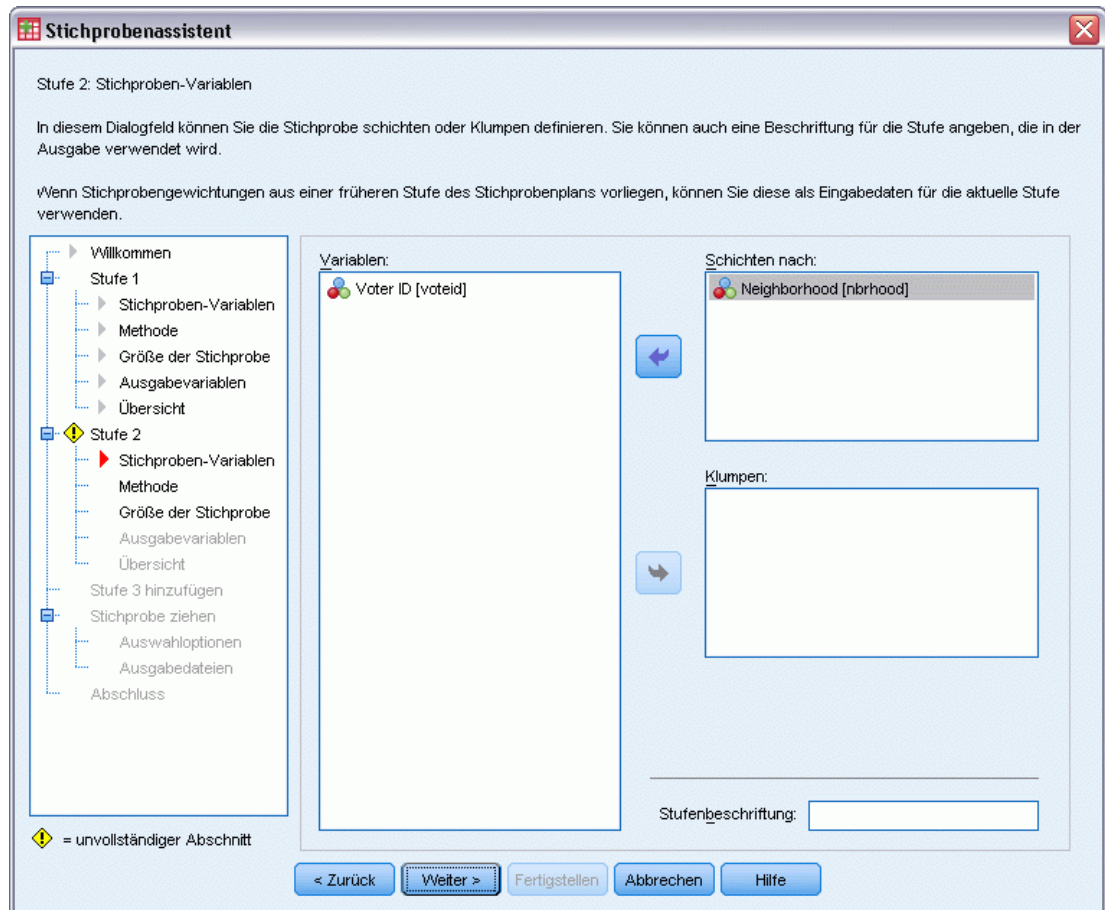 Stichprobenassistent
Stufe 2: Stichproben-Variablen
In diesem Dialogfeld können Sie die Stichprobe schichten oder Klumpen definieren. Sie können auch eine Beschriftung für die Stufe angeben, die in der
Ausgabe verwendet wird.
Wenn Stichprobengewichtungen aus einer früheren Stufe des Stichprobenplans vorliegen, können Sie diese als Eingabedaten für die aktuelle Stufe
verwenden.
Willkommen
Stufe 1
Stichproben-Variablen
Methode
Größe der Stichprobe
Ausgabevariablen
Übersicht
Stufe 2
Stichproben-Variablen
Methode
Größe der Stichprobe
Ausgabevariablen
Übersicht
Stufe 3 hinzufügen
Stichprobe ziehen
Auswahloptionen
Ausgabedateien
Abschluss
= unvollständiger Abschnitt
Variablen:
Voter ID [voteid]
Schichten nach:
Neighborhood [nbrhood]
Klumpen:
Stufenbeschriftung:
< Zurück
Weiter >
Fertigstellen
Abbrechen
Hilfe